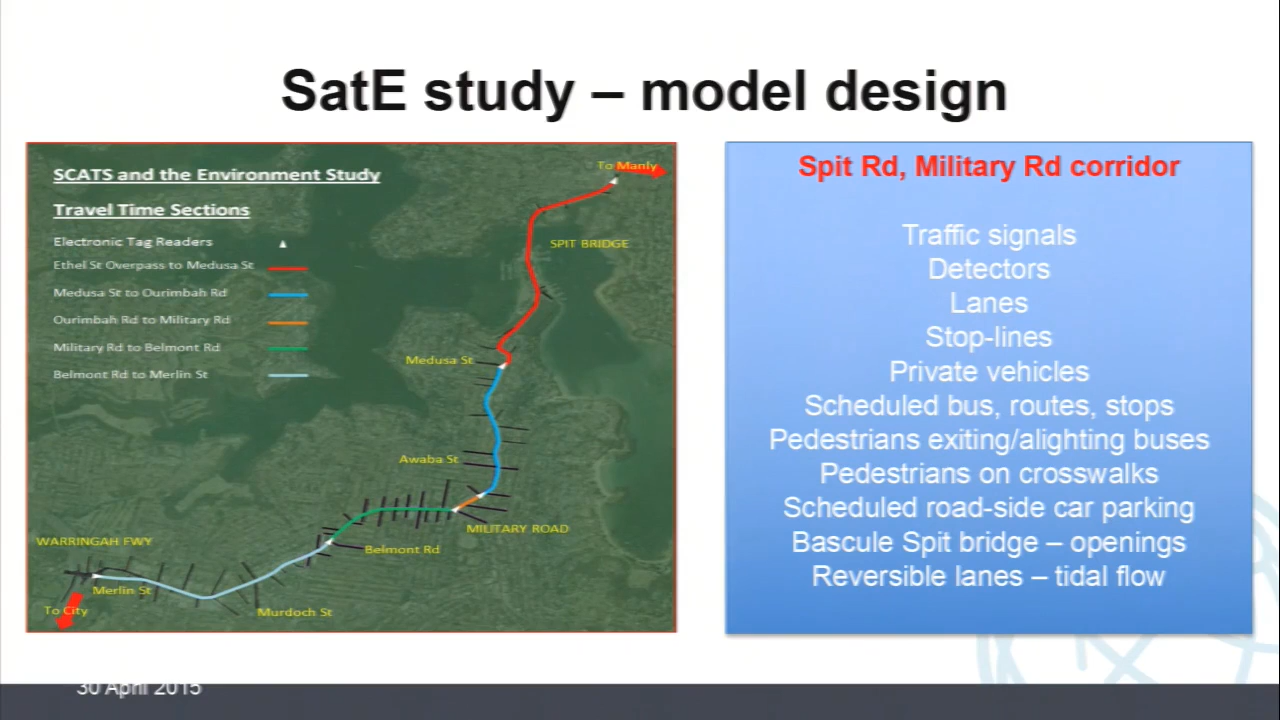 SatE study – model design
SCATS and the Environment Study
Travel Time Sections
Electronic Tag Readers
Ethel St Overpass to Medusa St
Medusa St to Ourimbah Rd
Ourimbah Rd to Military Rd
Military Rd to Belmont Rd
Belmont Rd to Merlin St
To Manly
SPIT BRIDGE
Medusa St
Awaba St
MILITARY ROAD
WARRINGAH FWY
Belmont Rd
Merlin St
To City
Murdoch St
Spit Rd, Military Rd corridor
Traffic signals
Detectors
Lanes
Stop-lines
Private vehicles
Scheduled bus, routes, stops
Pedestrians exiting/alighting buses
Pedestrians on crosswalks
Scheduled road-side car parking
Bascule Spit bridge – openings
Reversible lanes – tidal flow
30 April 2015